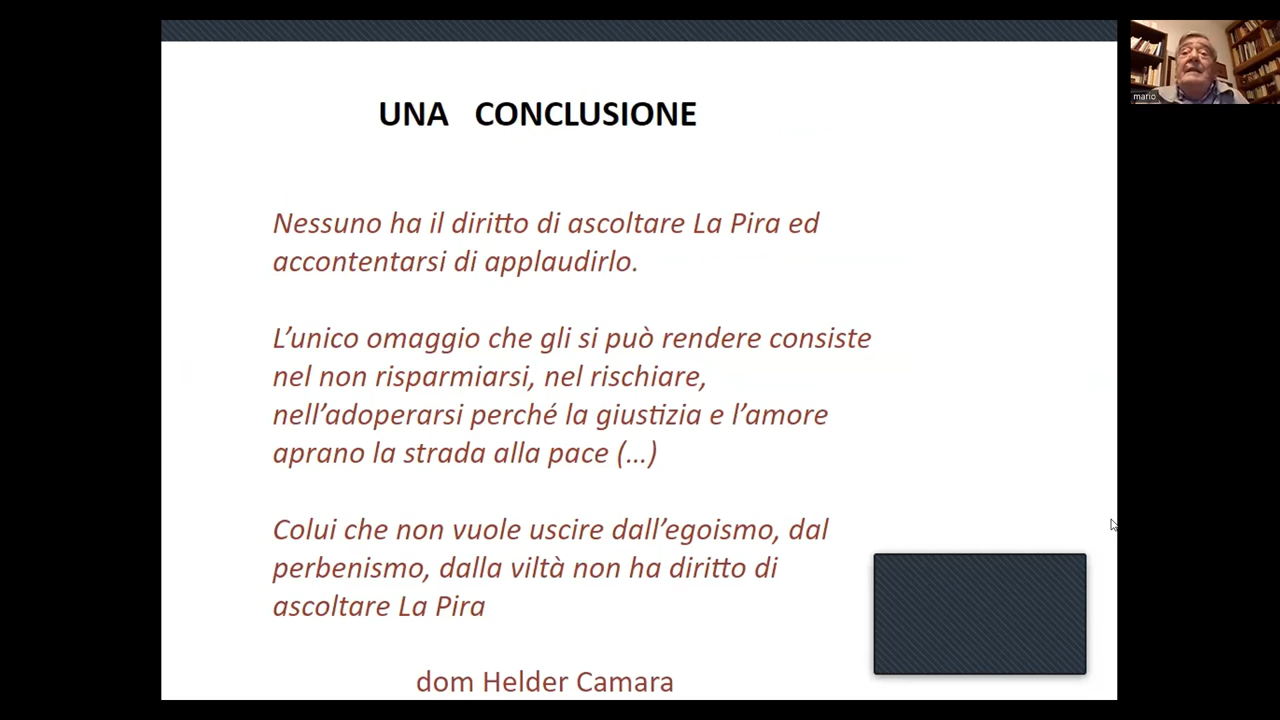 UNA CONCLUSIONE
mario
Nessuno ha il diritto di ascoltare La Pira ed
accontentarsi di applaudirlo.
L’unico omaggio che gli si può rendere consiste
nel non risparmiarsi, nel rischiare,
nell’adoperarsi perché la giustizia e l’amore
aprano la strada alla pace (…)
Colui che non vuole uscire dall’egoismo, dal
perbenismo, dalla viltà non ha diritto di
ascoltare La Pira
dom Helder Camara